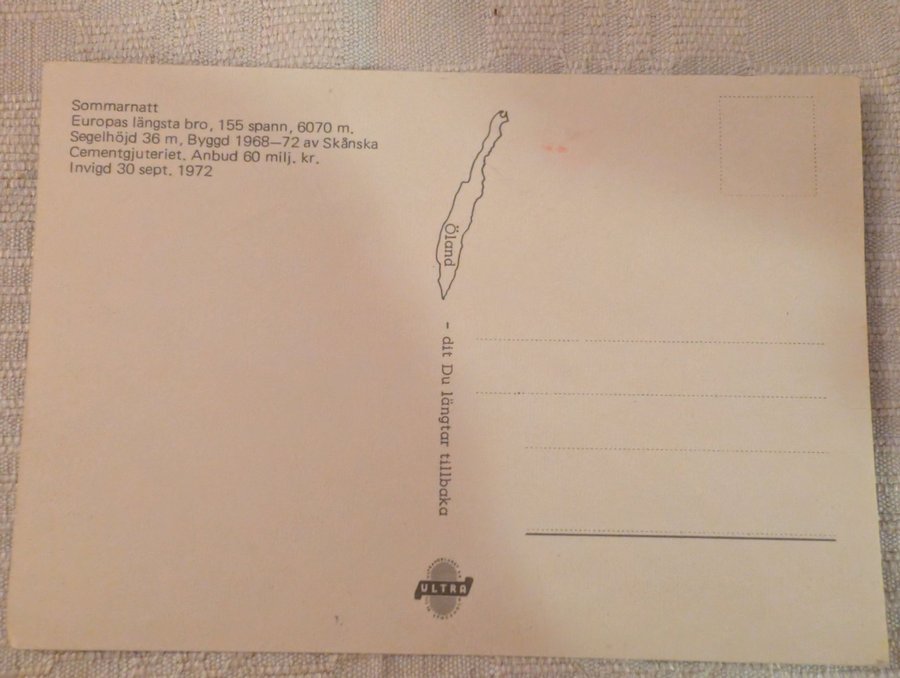 Sommarnatt
Europas längsta bro, 155 spann, 6070 m.
Segelhöjd 36 m, Byggd 1968—72 av Skånska
Cementgjuteriet. Anbud 60 milj. kr.
Invigd 30 sept. 1972
Öland
– dit Du längtar tillbaka
ULTRA